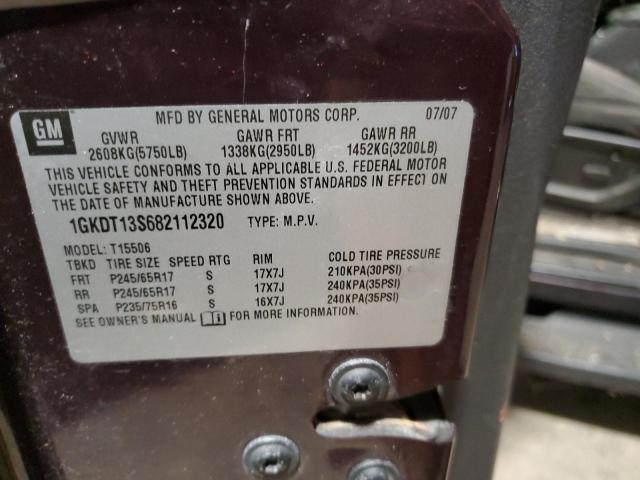 MFD BY GENERAL MOTORS CORP. 07/07
GM
GVWR GAWR FRT GAWR RR
2608KG(5750LB) 1338KG(2950LB) 1452KG(3200LB)
THIS VEHICLE CONFORMS TO ALL APPLICABLE U.S. FEDERAL MOTOR
VEHICLE SAFETY AND THEFT PREVENTION STANDARDS IN EFFECT ON
THE DATE OF MANUFACTURE SHOWN ABOVE.
1GKDT13S682112320 TYPE: M.P.V.
MODEL: T15506
TBKD TIRE SIZE SPEED RTG RIM COLD TIRE PRESSURE
FRT P245/65R17 S 17X7J 210KPA(30PSI)
RR P245/65R17 S 17X7J 240KPA(35PSI)
SPA P235/75R16 S 16X7J 240KPA(35PSI)
SEE OWNER'S MANUAL FOR MORE INFORMATION.